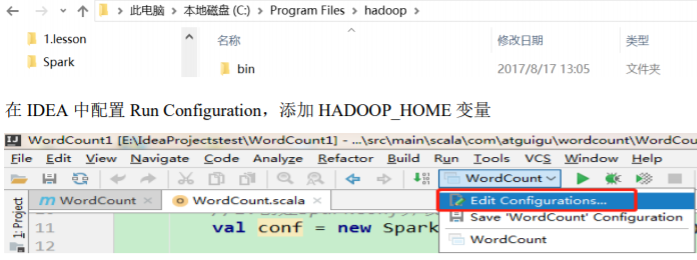 此电脑 > 本地磁盘 (C:) > Program Files > hadoop >
1.lesson
Spark
名称 修改日期 类型
bin 2017/8/17 13:05 文件夹
在 IDEA 中配置 Run Configuration，添加 HADOOP_HOME 变量
WordCount1 [E:\IdeaProjectstest\WordCount1] - ...\src\main\scala\com\atguigu\wordcount\WordCou
File Edit View Navigate Code Analyze Refactor Build Run Tools VCS Window Help
WordCount
Edit Configurations...
Save 'WordCount' Configuration
WordCount
1: Project
m WordCount × WordCount.scala ×
11 val conf = new Spark
12